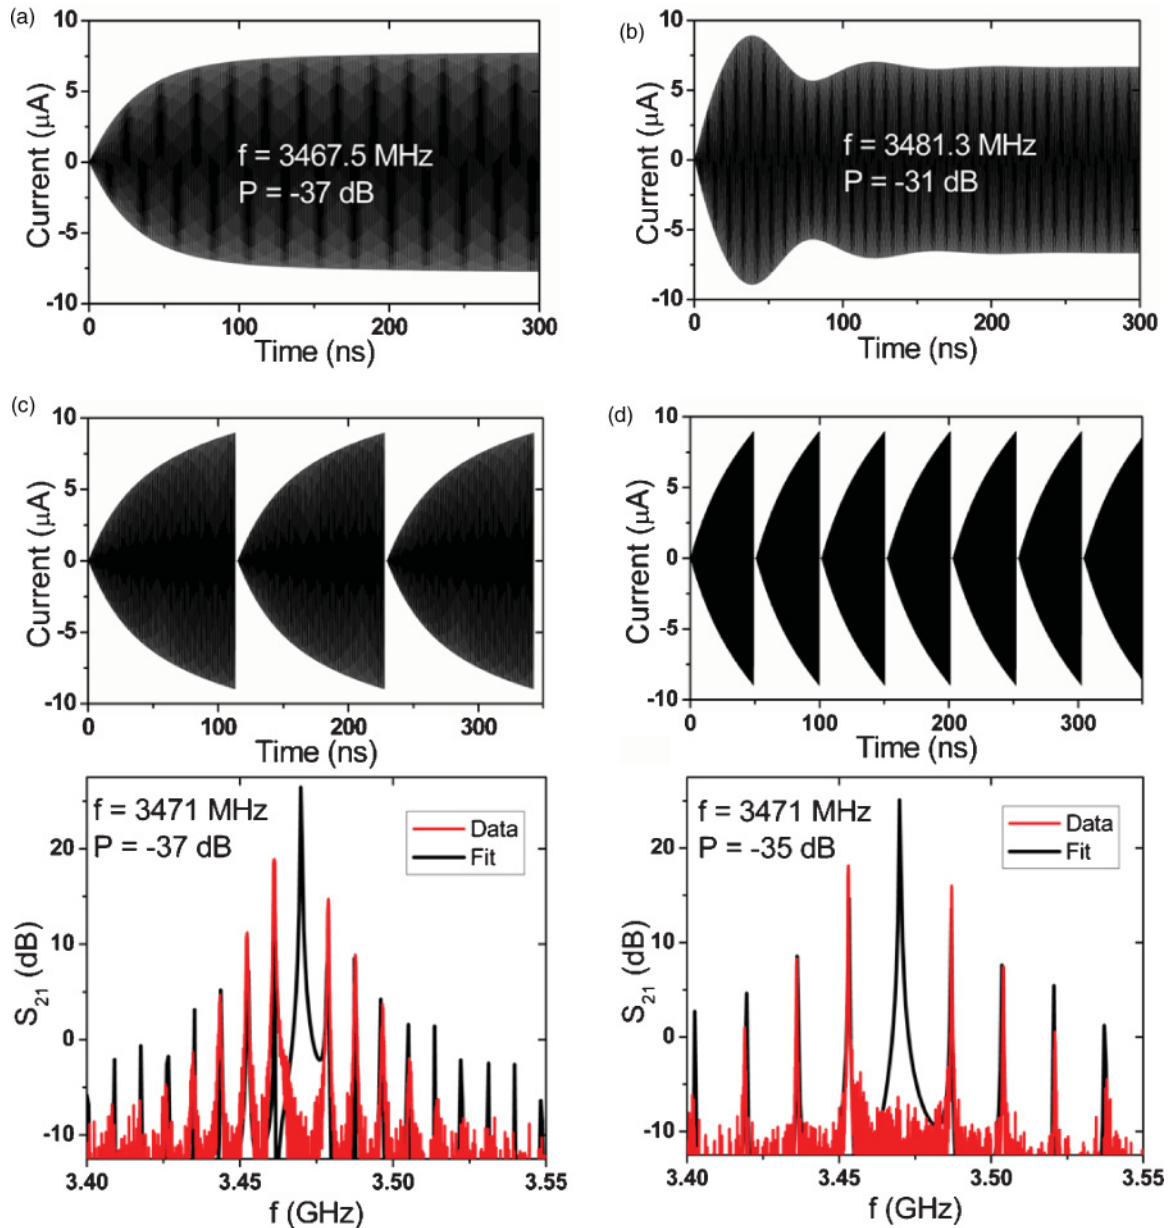 (a)
10
5
0
-5
-10
Current (μA)
f = 3467.5 MHz
P = -37 dB
0 100 200 300
Time (ns)
(b)
10
5
0
-5
-10
Current (μA)
f = 3481.3 MHz
P = -31 dB
0 100 200 300
Time (ns)
(c)
10
5
0
-5
-10
Current (μA)
0 100 200 300
Time (ns)
(d)
10
5
0
-5
-10
Current (μA)
0 100 200 300
Time (ns)
f = 3471 MHz
P = -37 dB
Data
Fit
20
10
0
-10
S21 (dB)
3.40 3.45 3.50 3.55
f (GHz)
f = 3471 MHz
P = -35 dB
Data
Fit
20
10
0
-10
S21 (dB)
3.40 3.45 3.50 3.55
f (GHz)